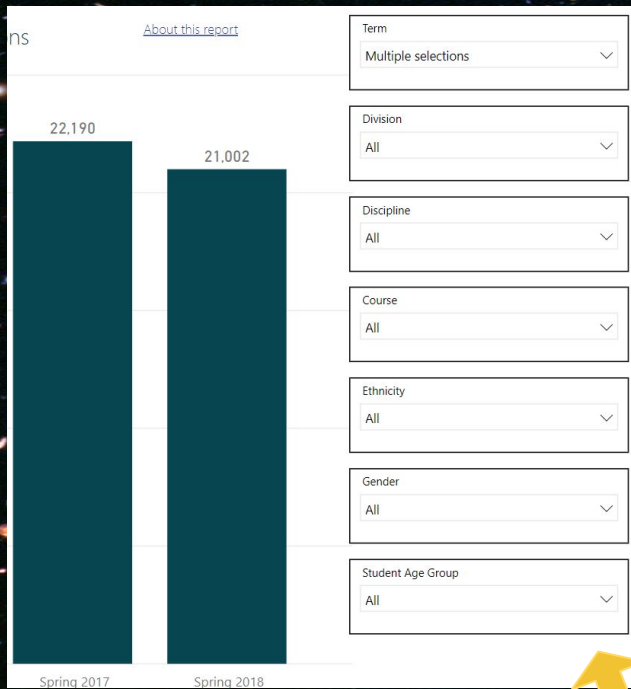 ns
About this report
22,190
21,002
Spring 2017
Spring 2018
Term
Multiple selections
Division
All
Discipline
All
Course
All
Ethnicity
All
Gender
All
Student Age Group
All